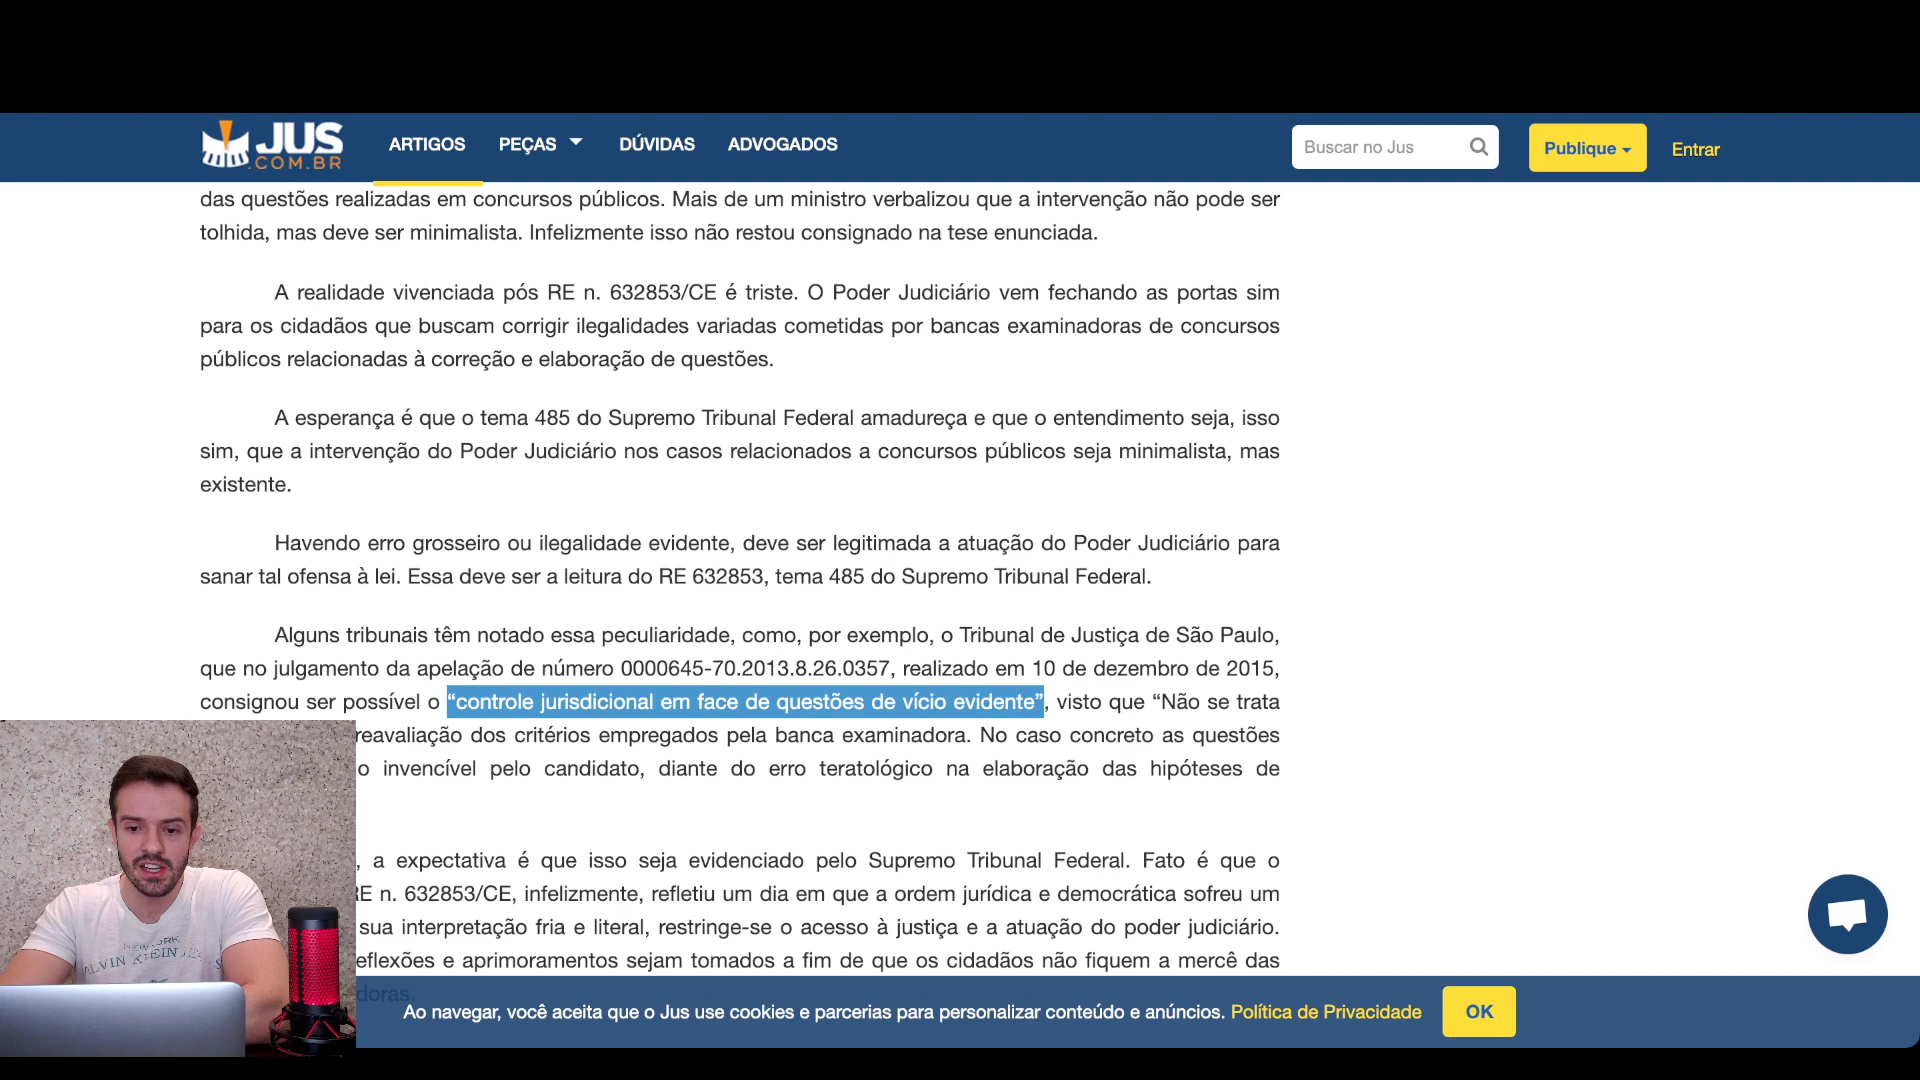 JUS
.COM.BR
ARTIGOS PEÇAS DÚVIDAS ADVOGADOS Buscar no Jus Publique Entrar
das questões realizadas em concursos públicos. Mais de um ministro verbalizou que a intervenção não pode ser
tolhida, mas deve ser minimalista. Infelizmente isso não restou consignado na tese enunciada.
A realidade vivenciada pós RE n. 632853/CE é triste. O Poder Judiciário vem fechando as portas sim
para os cidadãos que buscam corrigir ilegalidades variadas cometidas por bancas examinadoras de concursos
públicos relacionadas à correção e elaboração de questões.
A esperança é que o tema 485 do Supremo Tribunal Federal amadureça e que o entendimento seja, isso
sim, que a intervenção do Poder Judiciário nos casos relacionados a concursos públicos seja minimalista, mas
existente.
Havendo erro grosseiro ou ilegalidade evidente, deve ser legitimada a atuação do Poder Judiciário para
sanar tal ofensa à lei. Essa deve ser a leitura do RE 632853, tema 485 do Supremo Tribunal Federal.
Alguns tribunais têm notado essa peculiaridade, como, por exemplo, o Tribunal de Justiça de São Paulo,
que no julgamento da apelação de número 0000645-70.2013.8.26.0357, realizado em 10 de dezembro de 2015,
consignou ser possível o “controle jurisdicional em face de questões de vício evidente”, visto que “Não se trata
reavaliação dos critérios empregados pela banca examinadora. No caso concreto as questões
o invencível pelo candidato, diante do erro teratológico na elaboração das hipóteses de
, a expectativa é que isso seja evidenciado pelo Supremo Tribunal Federal. Fato é que o
RE n. 632853/CE, infelizmente, refletiu um dia em que a ordem jurídica e democrática sofreu um
sua interpretação fria e literal, restringe-se o acesso à justiça e a atuação do poder judiciário.
eflexões e aprimoramentos sejam tomados a fim de que os cidadãos não fiquem a mercê das
doras.
Ao navegar, você aceita que o Jus use cookies e parcerias para personalizar conteúdo e anúncios. Política de Privacidade OK